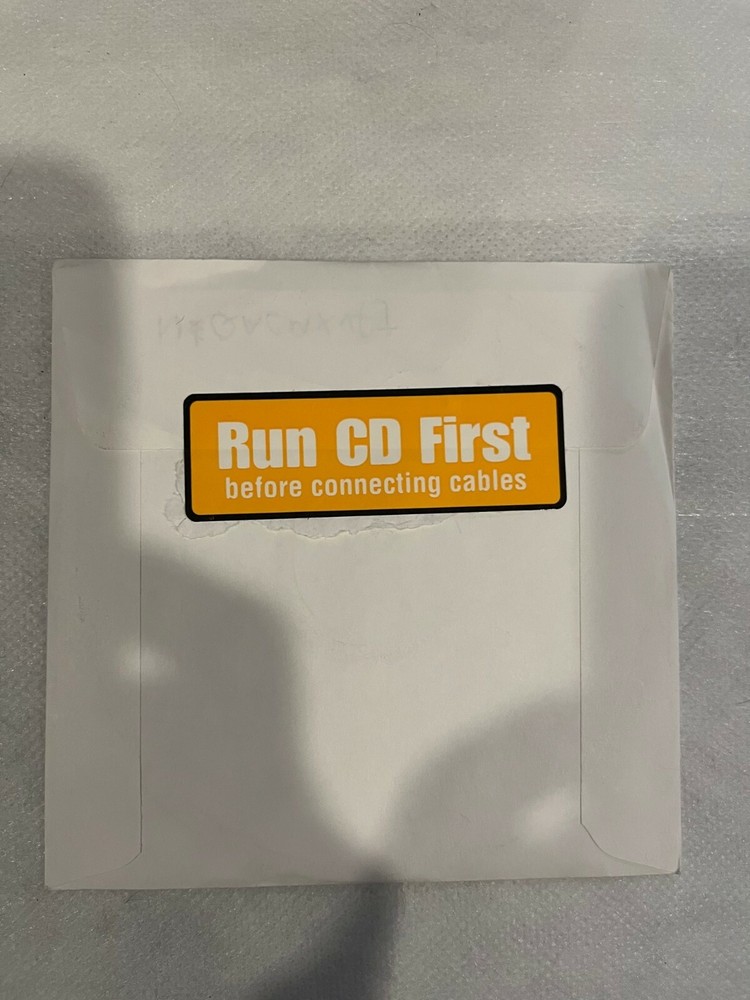 Run CD First
before connecting cables